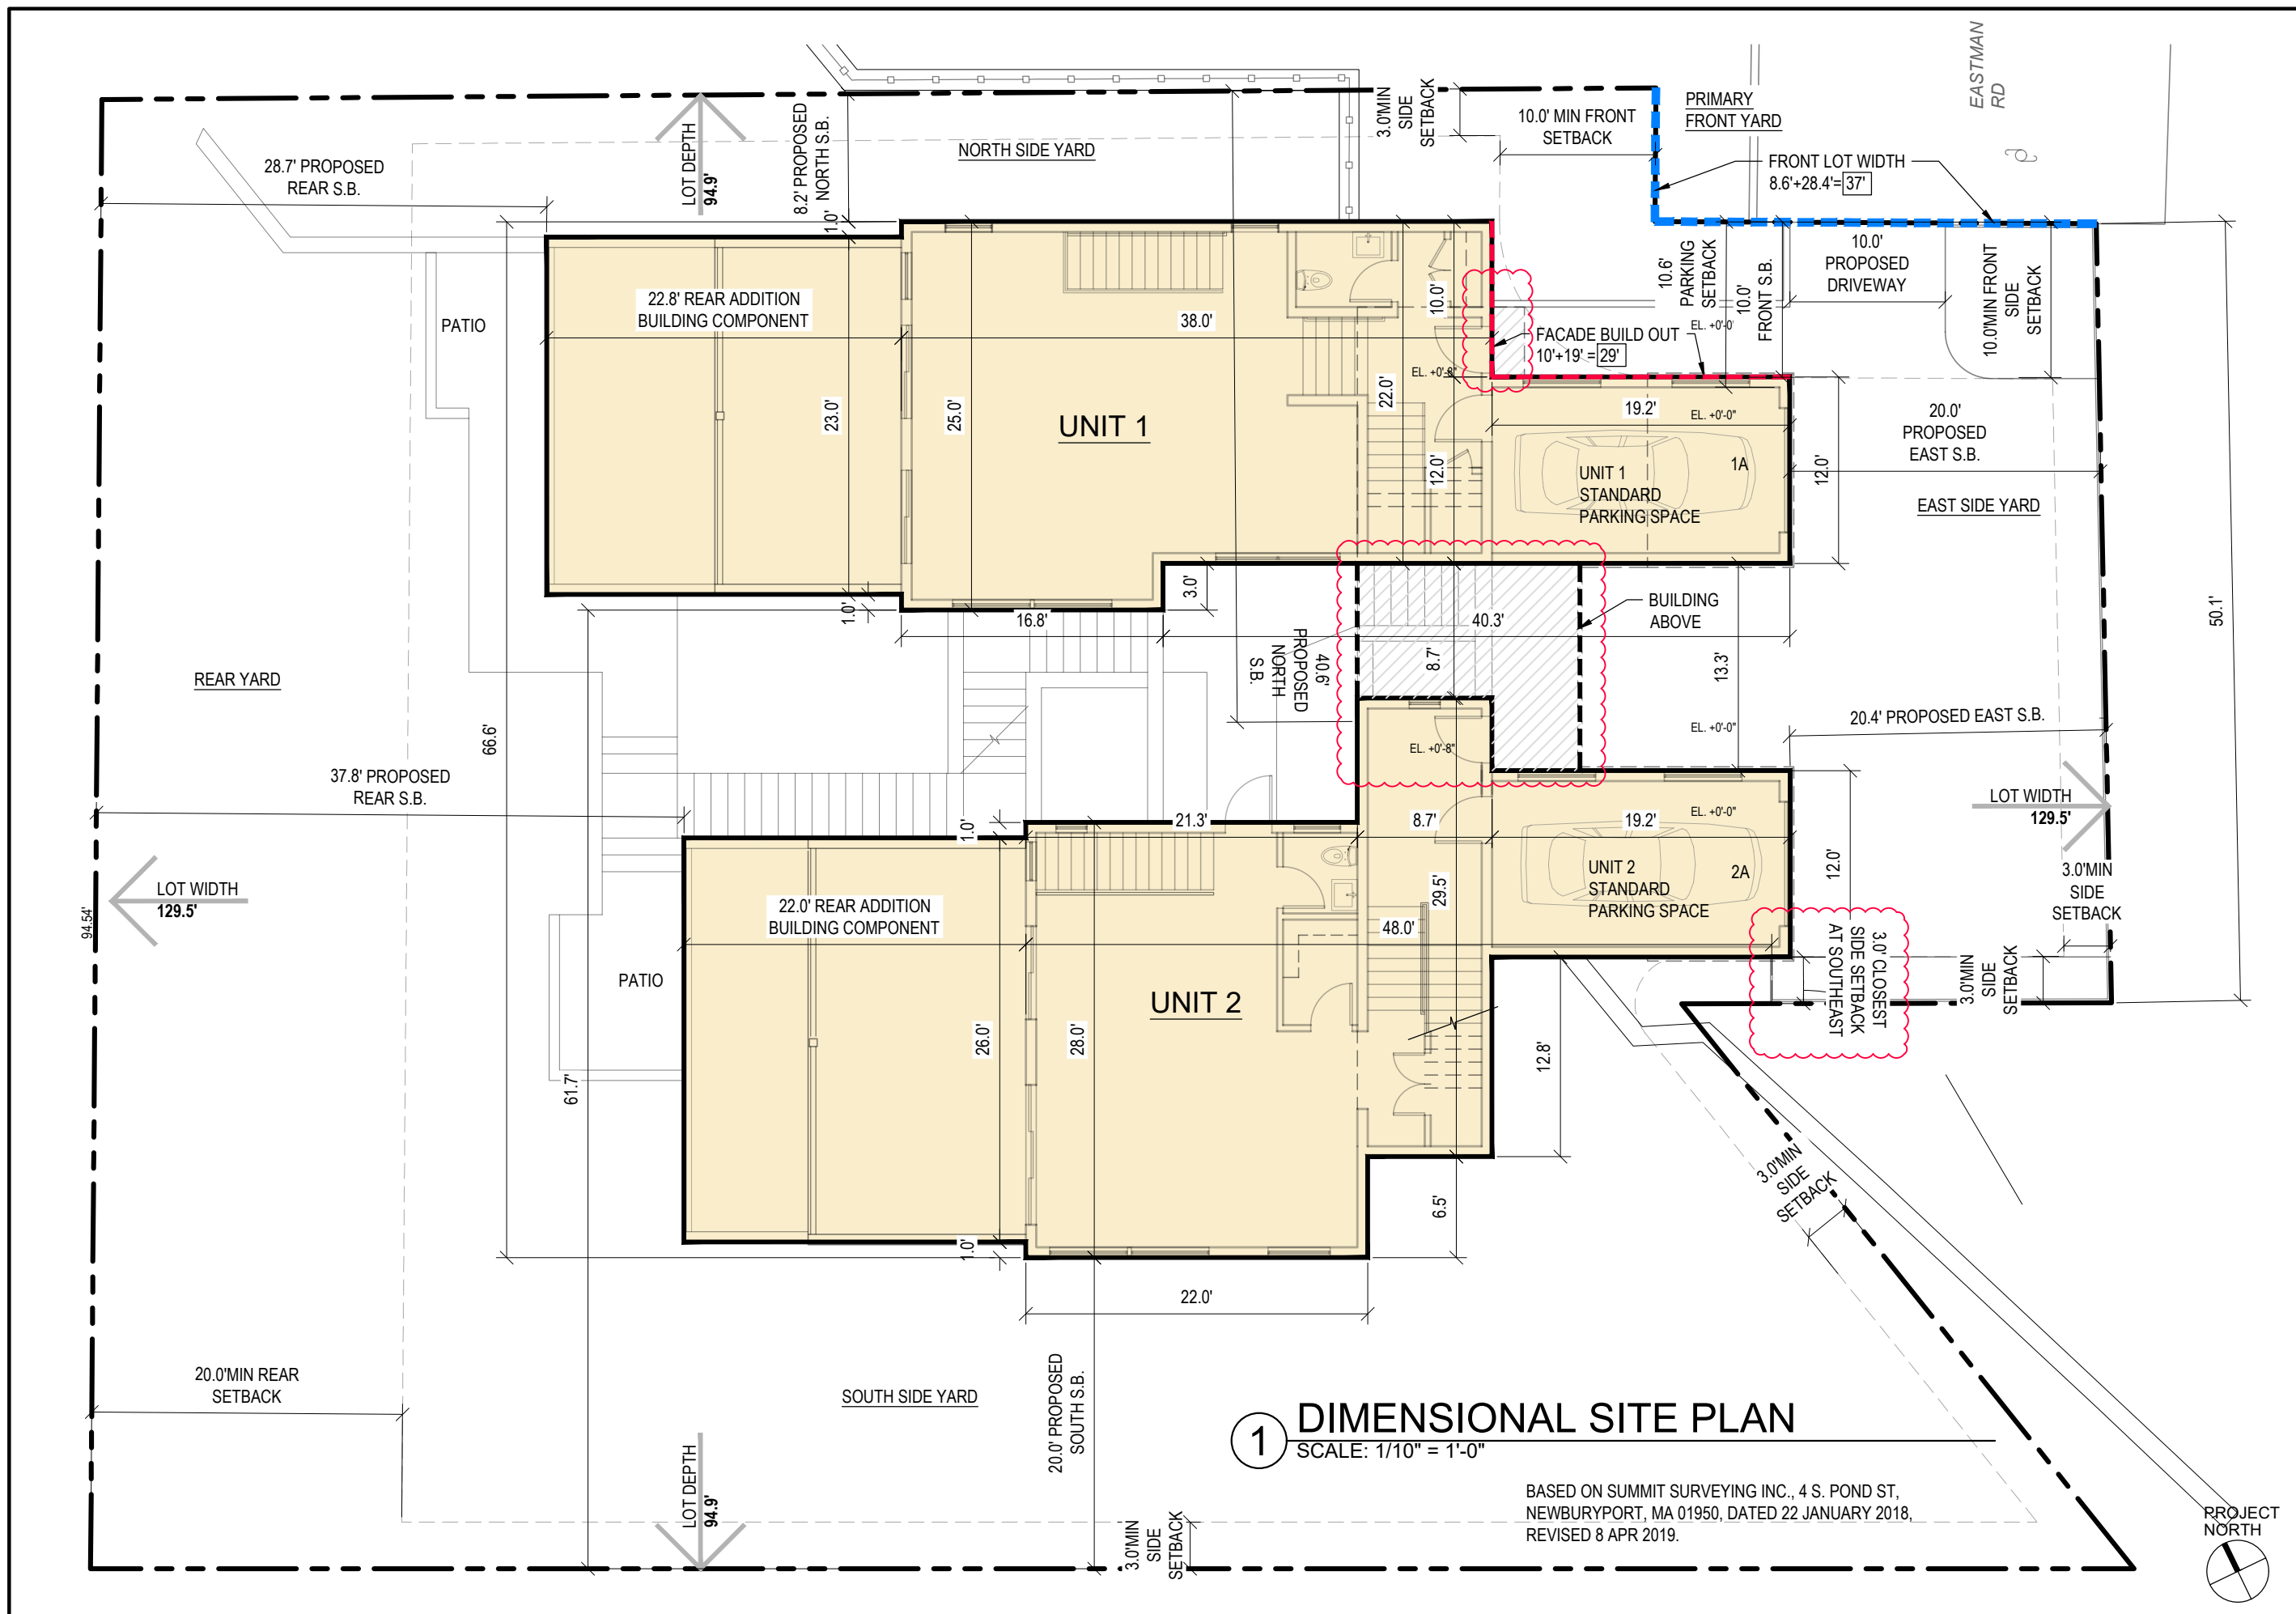 EASTMAN
RD
PRIMARY
FRONT YARD
3.0'MIN
SIDE
SETBACK
10.0' MIN FRONT
SETBACK
FRONT LOT WIDTH
8.6'+28.4'= 37'
LOT DEPTH
94.9'
8.2' PROPOSED
NORTH S.B.
NORTH SIDE YARD
28.7' PROPOSED
REAR S.B.
1.0'
10.6'
PARKING
SETBACK
10.0'
FRONT S.B.
10.0'
PROPOSED
DRIVEWAY
10.0'MIN FRONT
SIDE
SETBACK
22.8' REAR ADDITION
BUILDING COMPONENT
PATIO
38.0'
10.0'
FACADE BUILD OUT
10'+19' = 29'
EL. +0'-0
EL. +0'-8"
23.0'
25.0'
UNIT 1
22.0'
19.2'
EL. +0'-0"
20.0'
PROPOSED
EAST S.B.
12.0'
UNIT 1
STANDARD
PARKING SPACE
1A
12.0'
EAST SIDE YARD
50.1'
3.0'
1.0'
16.8'
40.3'
BUILDING
ABOVE
40.6'
PROPOSED
NORTH
S.B.
8.7'
13.3'
REAR YARD
66.6'
EL. +0'-8"
EL. +0'-0"
20.4' PROPOSED EAST S.B.
37.8' PROPOSED
REAR S.B.
LOT WIDTH
129.5'
1.0'
21.3'
8.7'
19.2'
EL. +0'-0"
LOT WIDTH
129.5'
94.54'
22.0' REAR ADDITION
BUILDING COMPONENT
29.5'
48.0'
UNIT 2
STANDARD
PARKING SPACE
2A
12.0'
3.0'MIN
SIDE
SETBACK
3.0' CLOSEST
SIDE SETBACK
AT SOUTHEAST
3.0'MIN
SIDE
SETBACK
PATIO
UNIT 2
26.0'
28.0'
12.8'
61.7'
3.0'MIN
SIDE
SETBACK
6.5'
1.0'
22.0'
20.0'MIN REAR
SETBACK
SOUTH SIDE YARD
20.0' PROPOSED
SOUTH S.B.
LOT DEPTH
94.9'
3.0'MIN
SIDE
SETBACK
1
DIMENSIONAL SITE PLAN
SCALE: 1/10" = 1'-0"
BASED ON SUMMIT SURVEYING INC., 4 S. POND ST,
NEWBURYPORT, MA 01950, DATED 22 JANUARY 2018,
REVISED 8 APR 2019.
PROJECT
NORTH